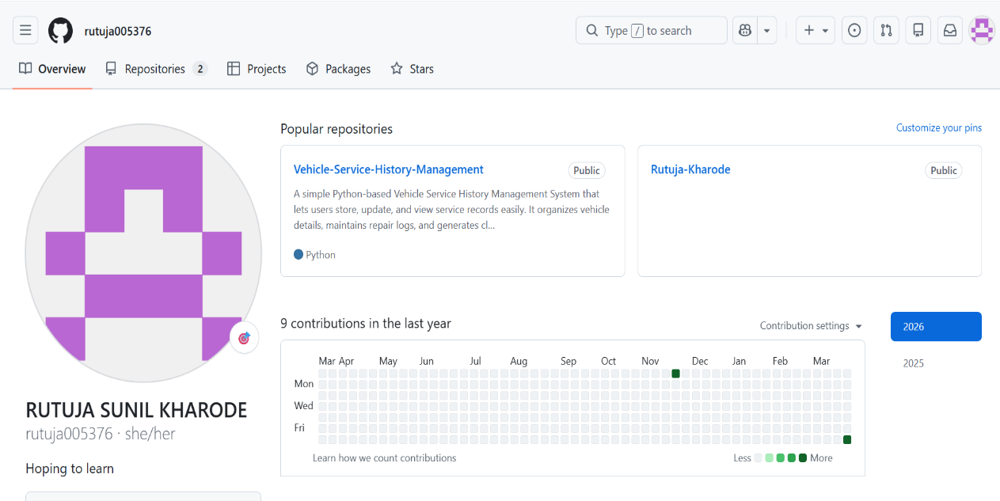 rutuja005376
Type / to search
Overview
Repositories 2
Projects
Packages
Stars
Popular repositories
Customize your pins
Vehicle-Service-History-Management
Public
A simple Python-based Vehicle Service History Management System that
lets users store, update, and view service records easily. It organizes vehicle
details, maintains repair logs, and generates cl...
Python
Rutuja-Kharode
Public
9 contributions in the last year
Contribution settings
2026
2025
Mar Apr May Jun Jul Aug Sep Oct Nov Dec Jan Feb Mar
Mon
Wed
Fri
Learn how we count contributions
Less
More
RUTUJA SUNIL KHARODE
rutuja005376 · she/her
Hoping to learn